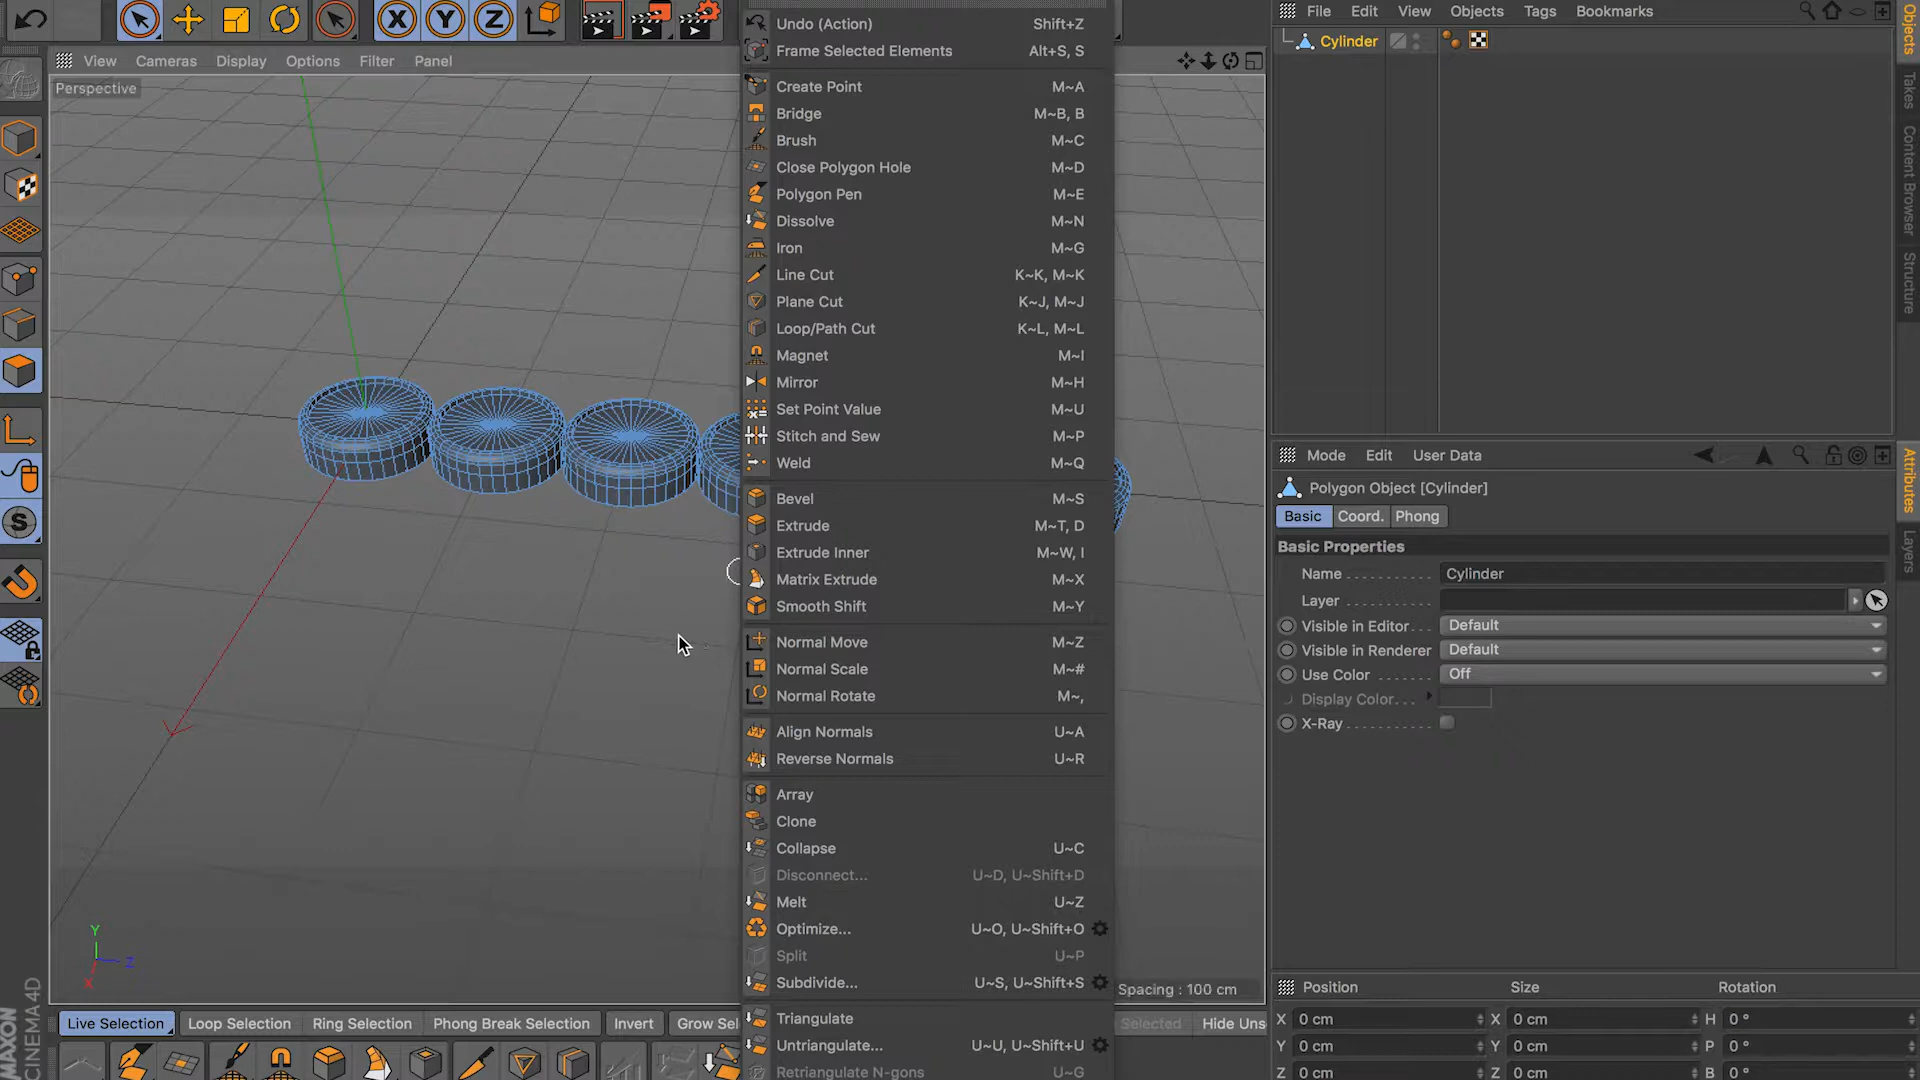 X Y Z
View Cameras Display Options Filter Panel
Perspective
Undo (Action) Shift+Z
Frame Selected Elements Alt+S, S
Create Point M~A
Bridge M~B, B
Brush M~C
Close Polygon Hole M~D
Polygon Pen M~E
Dissolve M~N
Iron M~G
Line Cut K~K, M~K
Plane Cut K~J, M~J
Loop/Path Cut K~L, M~L
Magnet M~I
Mirror M~H
Set Point Value M~U
Stitch and Sew M~P
Weld M~Q
Bevel M~S
Extrude M~T, D
Extrude Inner M~W, I
Matrix Extrude M~X
Smooth Shift M~Y
Normal Move M~Z
Normal Scale M~#
Normal Rotate M~,
Align Normals U~A
Reverse Normals U~R
Array
Clone
Collapse U~C
Disconnect... U~D, U~Shift+D
Melt U~Z
Optimize... U~O, U~Shift+O
Split U~P
Subdivide... U~S, U~Shift+S
Triangulate
Untriangulate... U~U, U~Shift+U
Retriangulate N-gons U~G
Y
Z
X
Spacing : 100 cm
Live Selection Loop Selection Ring Selection Phong Break Selection Invert Grow Sel Selected Hide Uns
MAXON
CINEMA4D
File Edit View Objects Tags Bookmarks
Cylinder
Objects
Takes
Content Browser
Structure
Mode Edit User Data
Polygon Object [Cylinder]
Basic Coord. Phong
Basic Properties
Name Cylinder
Layer
Visible in Editor Default
Visible in Renderer Default
Use Color Off
Display Color...
X-Ray
Attributes
Layers
Position Size Rotation
X 0 cm X 0 cm H 0 °
Y 0 cm Y 0 cm P 0 °
Z 0 cm Z 0 cm B 0 °